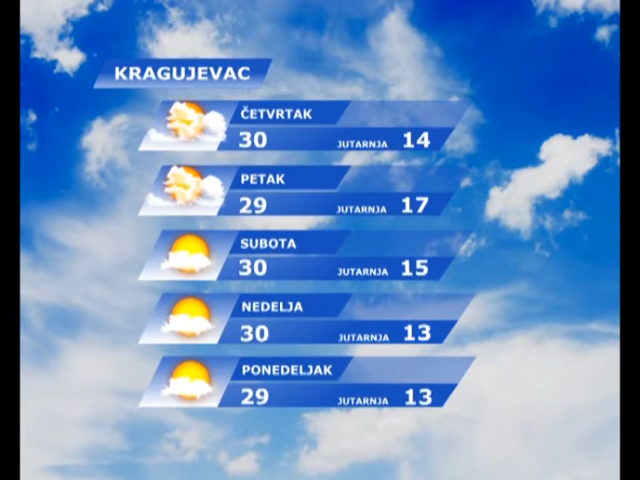 KRAGUJEVAC
ČETVRTAK
30 JUTARNJA 14
PETAK
29 JUTARNJA 17
SUBOTA
30 JUTARNJA 15
NEDELJA
30 JUTARNJA 13
PONEDELJAK
29 JUTARNJA 13